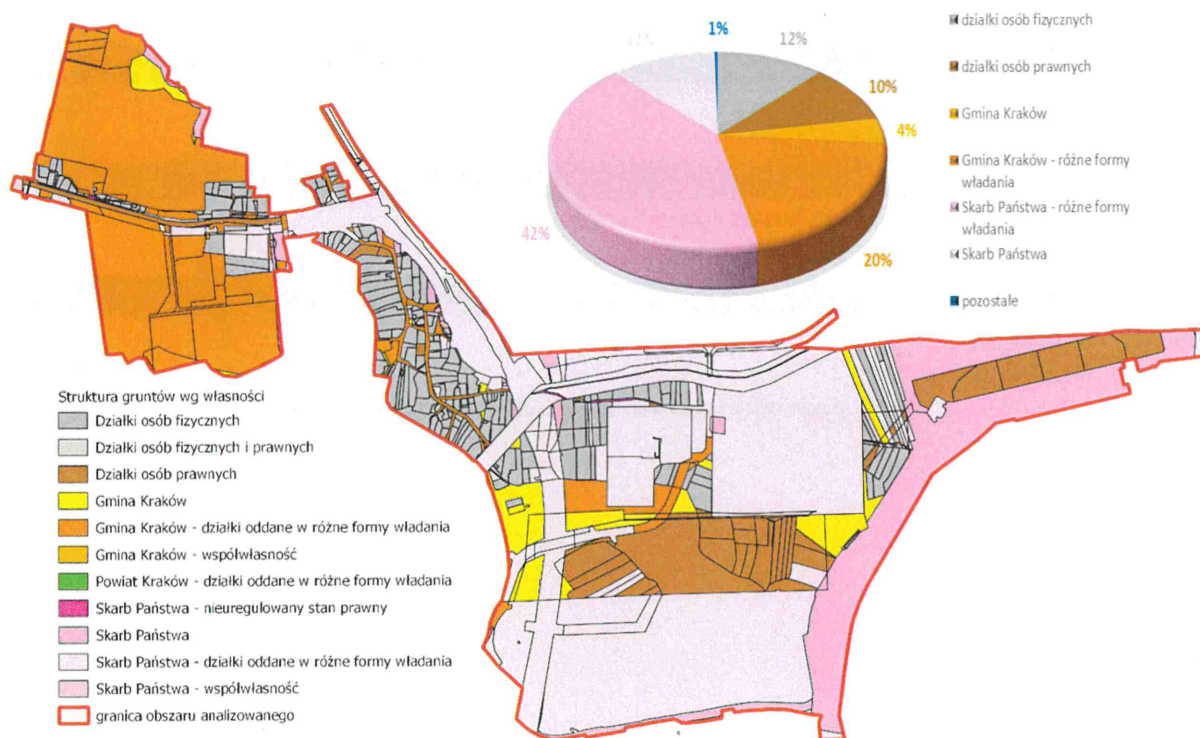 1%
12%
12%
10%
4%
20%
42%
działki osób fizycznych
działki osób prawnych
Gmina Kraków
Gmina Kraków - różne formy
władania
Skarb Państwa - różne formy
władania
Skarb Państwa
pozostałe
Struktura gruntów wg własności
Działki osób fizycznych
Działki osób fizycznych i prawnych
Działki osób prawnych
Gmina Kraków
Gmina Kraków - działki oddane w różne formy władania
Gmina Kraków - współwłasność
Powiat Kraków - działki oddane w różne formy władania
Skarb Państwa - nieuregulowany stan prawny
Skarb Państwa
Skarb Państwa - działki oddane w różne formy władania
Skarb Państwa - współwłasność
granica obszaru analizowanego